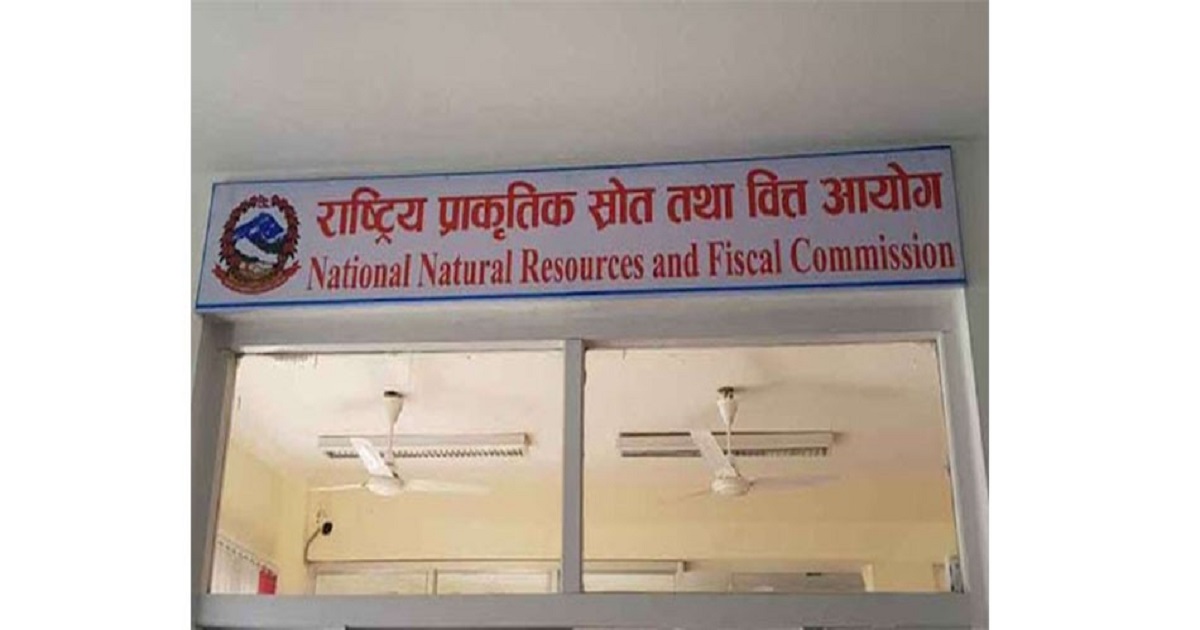 राष्ट्रिय प्राकृतिक स्रोत तथा वित्त आयोग
National Natural Resources and Fiscal Commission